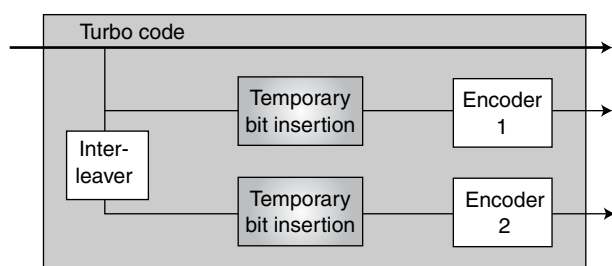 Turbo code
Temporary
bit insertion
Encoder
1
Inter-
leaver
Temporary
bit insertion
Encoder
2